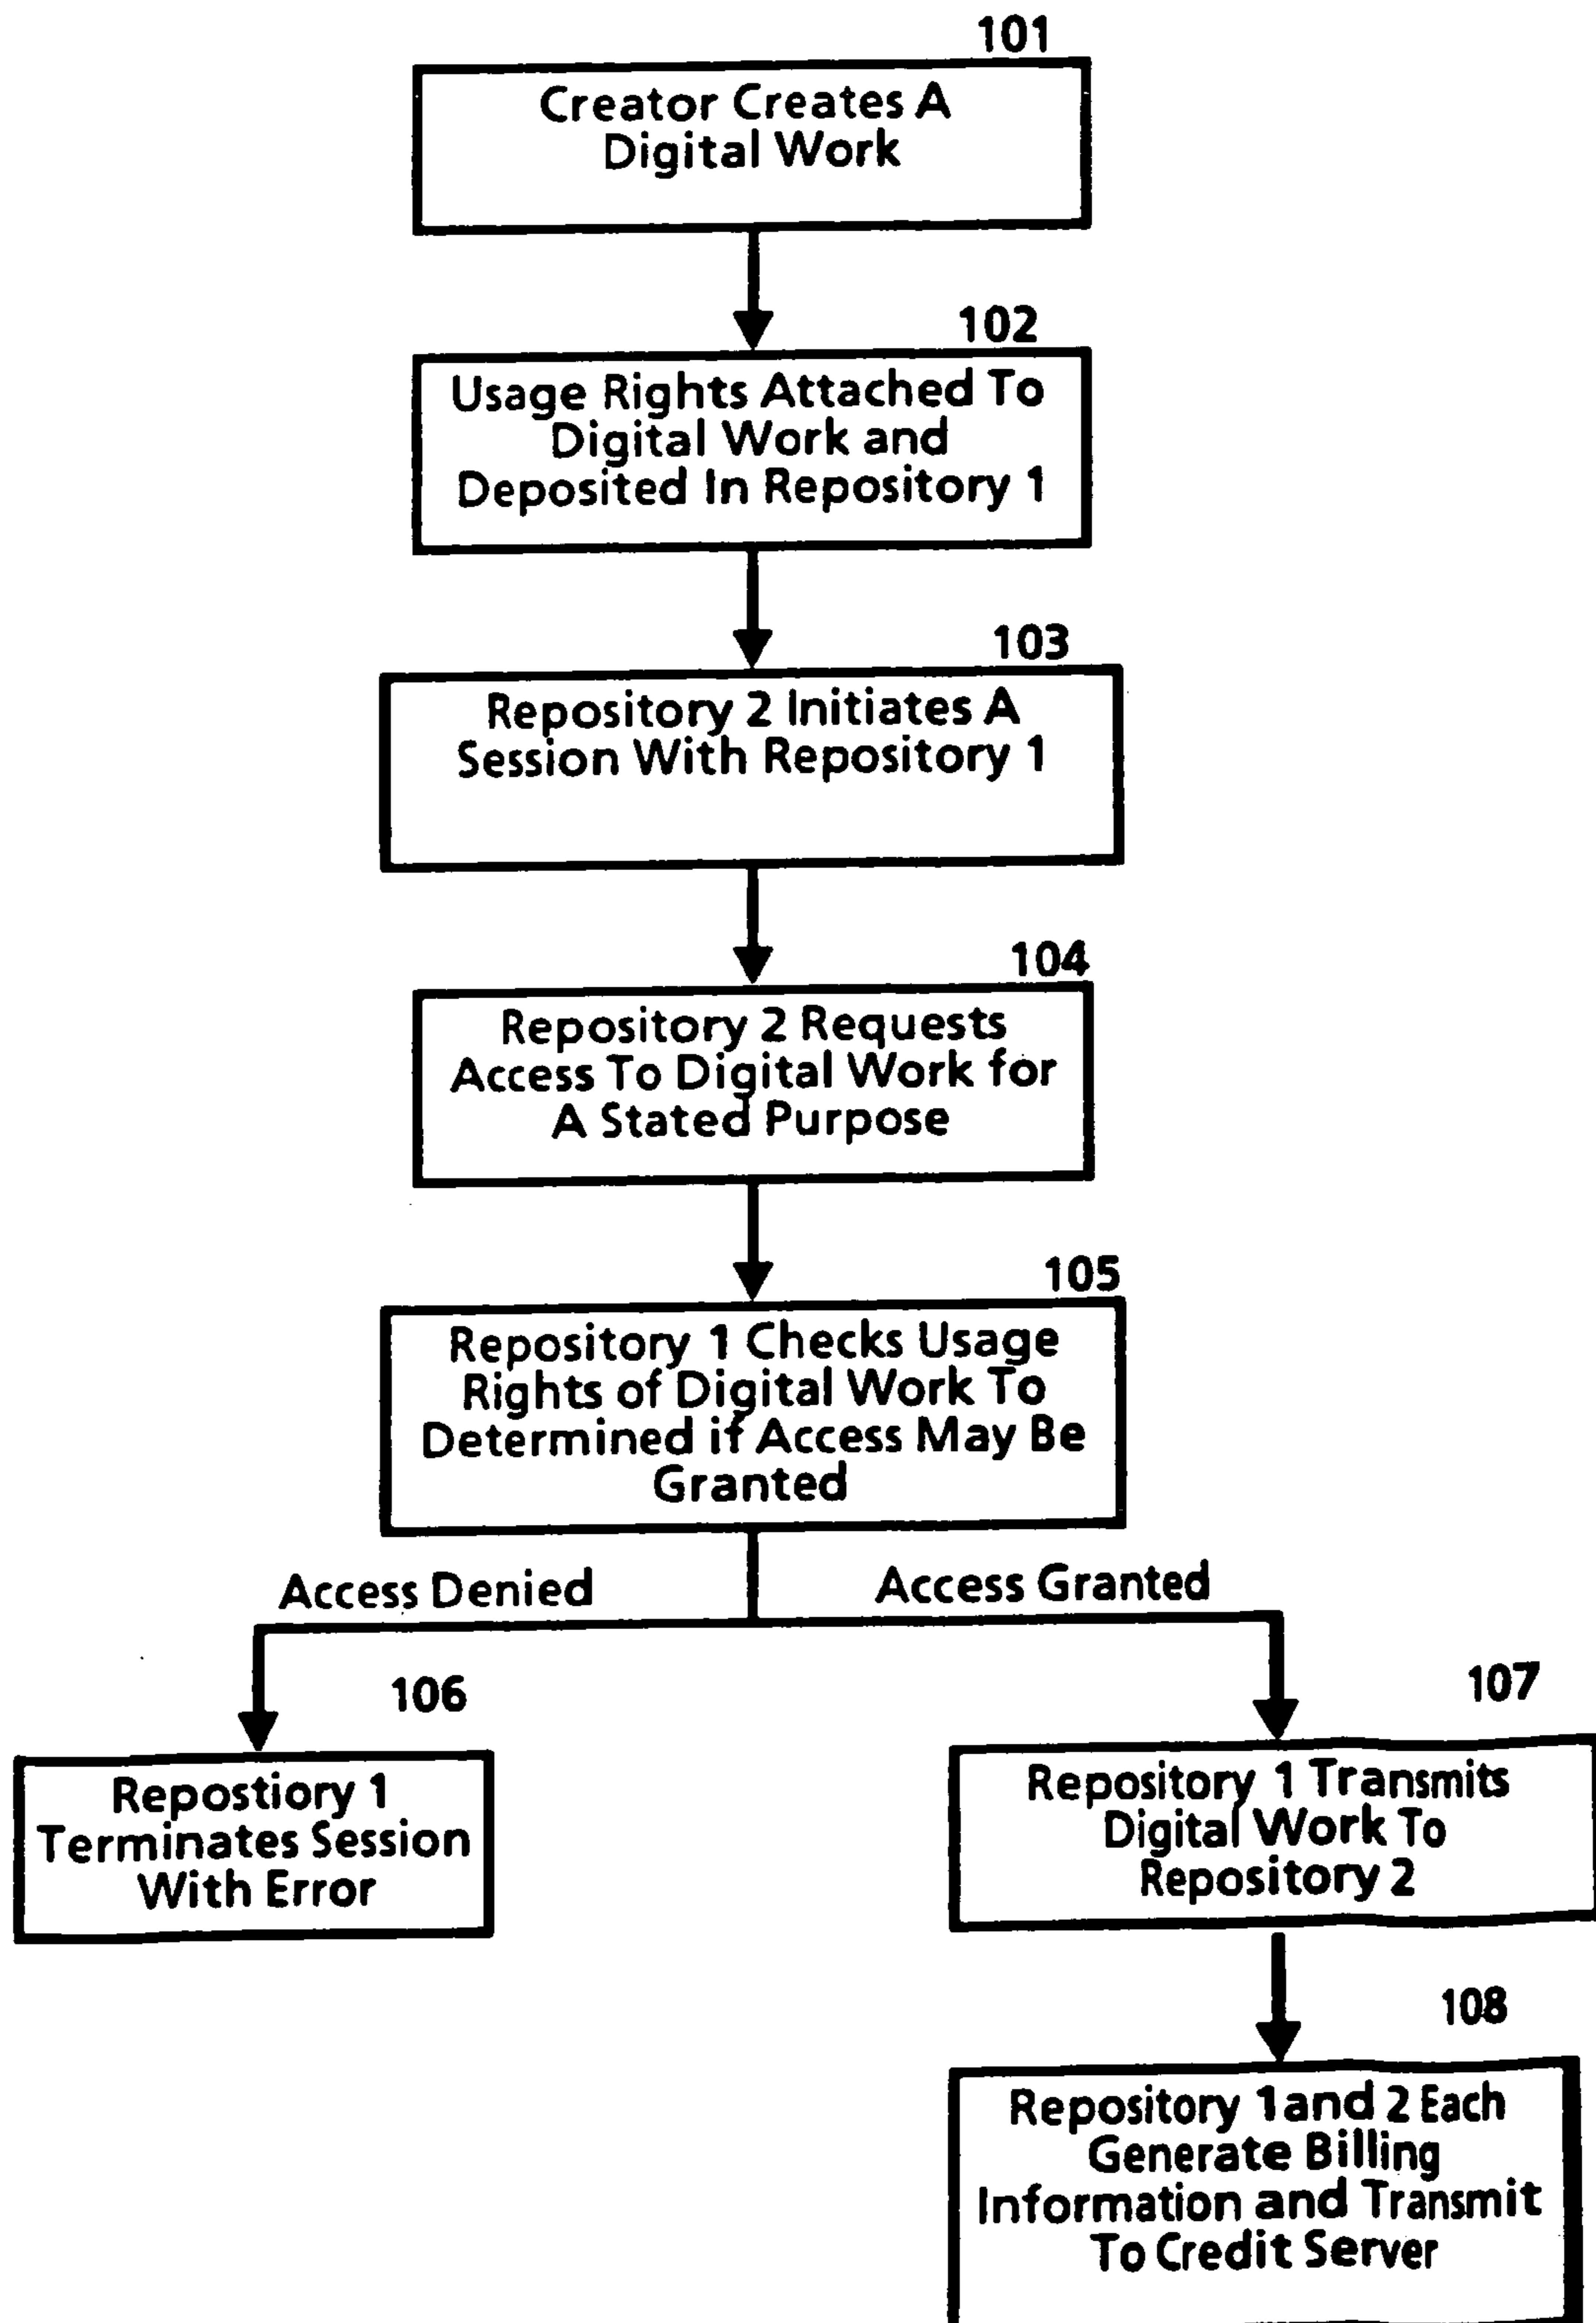 101
Creator Creates A
Digital Work
102
Usage Rights Attached To
Digital Work and
Deposited In Repository 1
103
Repository 2 Initiates A
Session With Repository 1
104
Repository 2 Requests
Access To Digital Work for
A Stated Purpose
105
Repository 1 Checks Usage
Rights of Digital Work To
Determined if Access May Be
Granted
Access Denied
Access Granted
106
Repostiory 1
Terminates Session
With Error
107
Repository 1 Transmits
Digital Work To
Repository 2
108
Repository 1and 2 Each
Generate Billing
Information and Transmit
To Credit Server